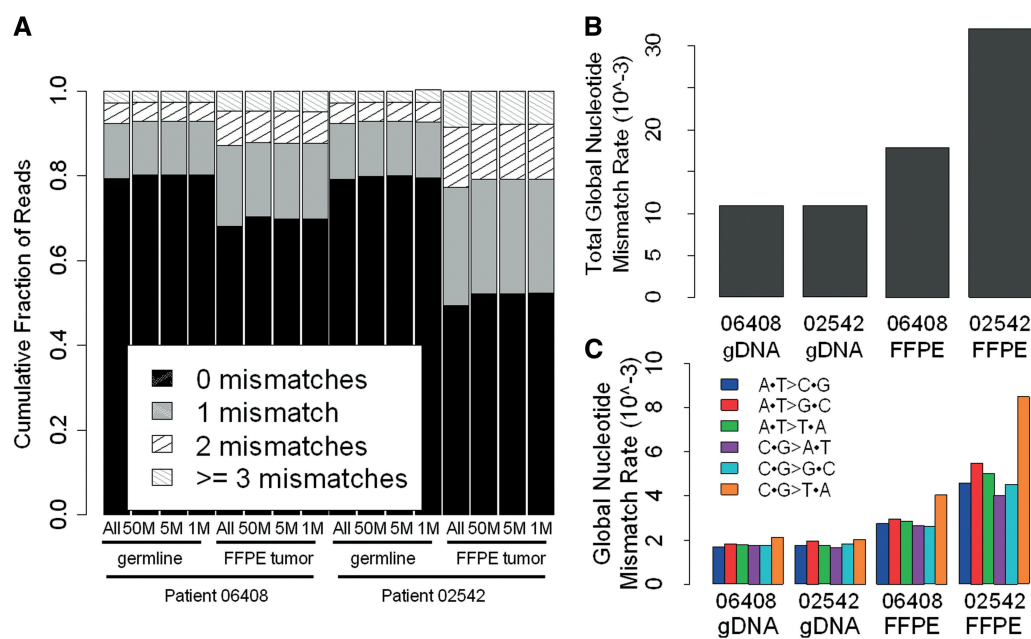 A
Cumulative Fraction of Reads
1.0
0.8
0.6
0.4
0.2
0.0
0 mismatches
1 mismatch
2 mismatches
>= 3 mismatches
All 50M 5M 1M All 50M 5M 1M All 50M 5M 1M All 50M 5M 1M
germline FFPE tumor germline FFPE tumor
Patient 06408 Patient 02542
B
Total Global Nucleotide
Mismatch Rate (10^-3)
30
20
10
5
0
06408 02542 06408 02542
gDNA gDNA FFPE FFPE
C
Global Nucleotide
Mismatch Rate (10^-3)
10
8
6
4
2
0
A•T>C•G
A•T>G•C
A•T>T•A
C•G>A•T
C•G>G•C
C•G>T•A
06408 02542 06408 02542
gDNA gDNA FFPE FFPE